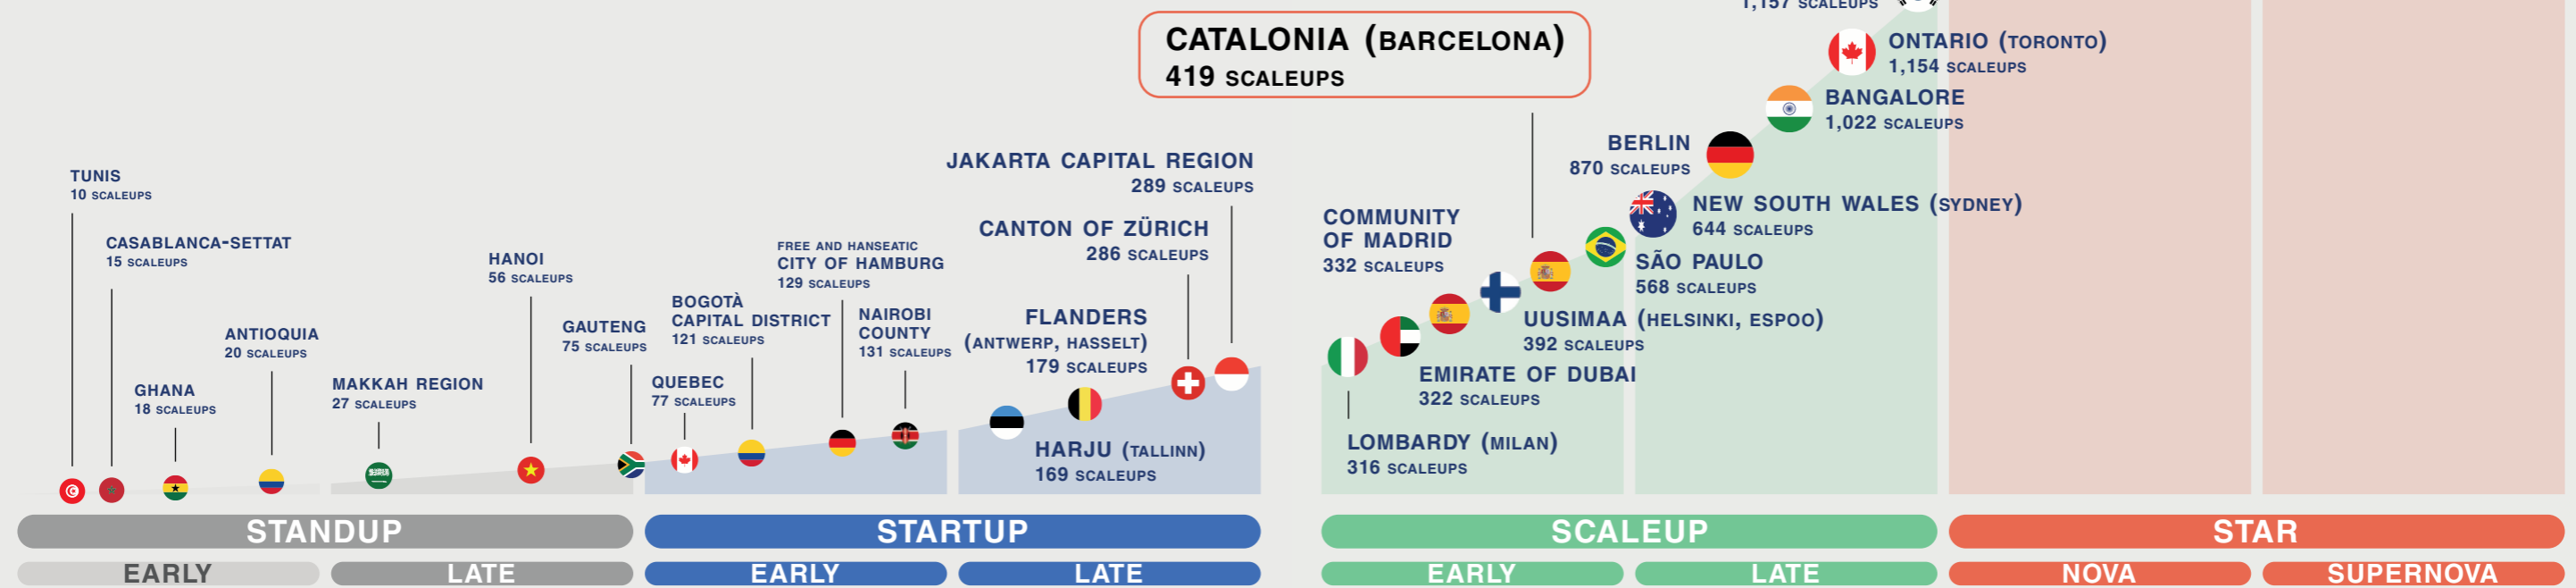 1,157 SCALEUPS
CATALONIA (BARCELONA)
419 SCALEUPS
ONTARIO (TORONTO)
1,154 SCALEUPS
BANGALORE
1,022 SCALEUPS
BERLIN
870 SCALEUPS
JAKARTA CAPITAL REGION
289 SCALEUPS
TUNIS
10 SCALEUPS
NEW SOUTH WALES (SYDNEY)
644 SCALEUPS
COMMUNITY
OF MADRID
332 SCALEUPS
CANTON OF ZÜRICH
286 SCALEUPS
CASABLANCA-SETTAT
15 SCALEUPS
FREE AND HANSEATIC
CITY OF HAMBURG
129 SCALEUPS
HANOI
56 SCALEUPS
SÃO PAULO
568 SCALEUPS
BOGOTÀ
CAPITAL DISTRICT
121 SCALEUPS
NAIROBI
COUNTY
131 SCALEUPS
FLANDERS
(ANTWERP, HASSELT)
179 SCALEUPS
UUSIMAA (HELSINKI, ESPOO)
392 SCALEUPS
GAUTENG
75 SCALEUPS
ANTIOQUIA
20 SCALEUPS
EMIRATE OF DUBAI
322 SCALEUPS
QUEBEC
77 SCALEUPS
MAKKAH REGION
27 SCALEUPS
GHANA
18 SCALEUPS
LOMBARDY (MILAN)
316 SCALEUPS
HARJU (TALLINN)
169 SCALEUPS
STANDUP
STARTUP
SCALEUP
STAR
EARLY
LATE
EARLY
LATE
EARLY
LATE
NOVA
SUPERNOVA